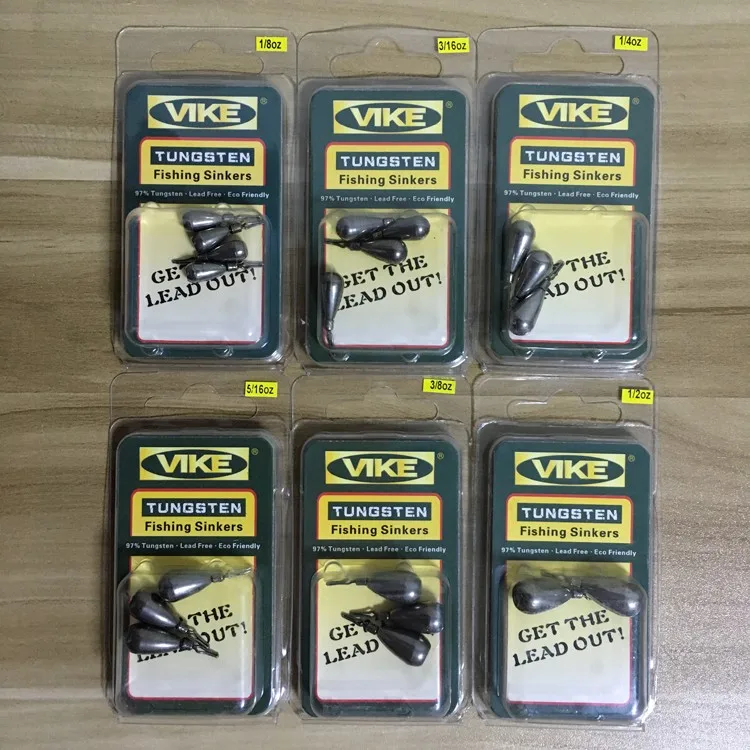 1/8oz
VIKE®
TUNGSTEN
Fishing Sinkers
97% Tungsten · Lead Free · Eco Friendly
GE
LEAD OUT!
3/16oz
VIKE®
TUNGSTEN
Fishing Sinkers
97% Tungsten · Lead Free · Eco Friendly
GET THE
LEAD OUT!
1/4oz
VIKE®
TUNGSTEN
Fishing Sinkers
97% Tungsten · Lead Free · Eco Friendly
THE
AD OUT!
5/16oz
VIKE®
TUNGSTEN
Fishing Sinkers
97% Tungsten · Lead Free · Eco Friendly
THE
OUT!
3/8oz
VIKE®
TUNGSTEN
Fishing Sinkers
97% Tungsten · Lead Free · Eco Friendly
GE
LEAD
1/2oz
VIKE®
TUNGSTEN
Fishing Sinkers
97% Tungsten · Lead Free · Eco Friendly
GET THE
LEAD OUT!